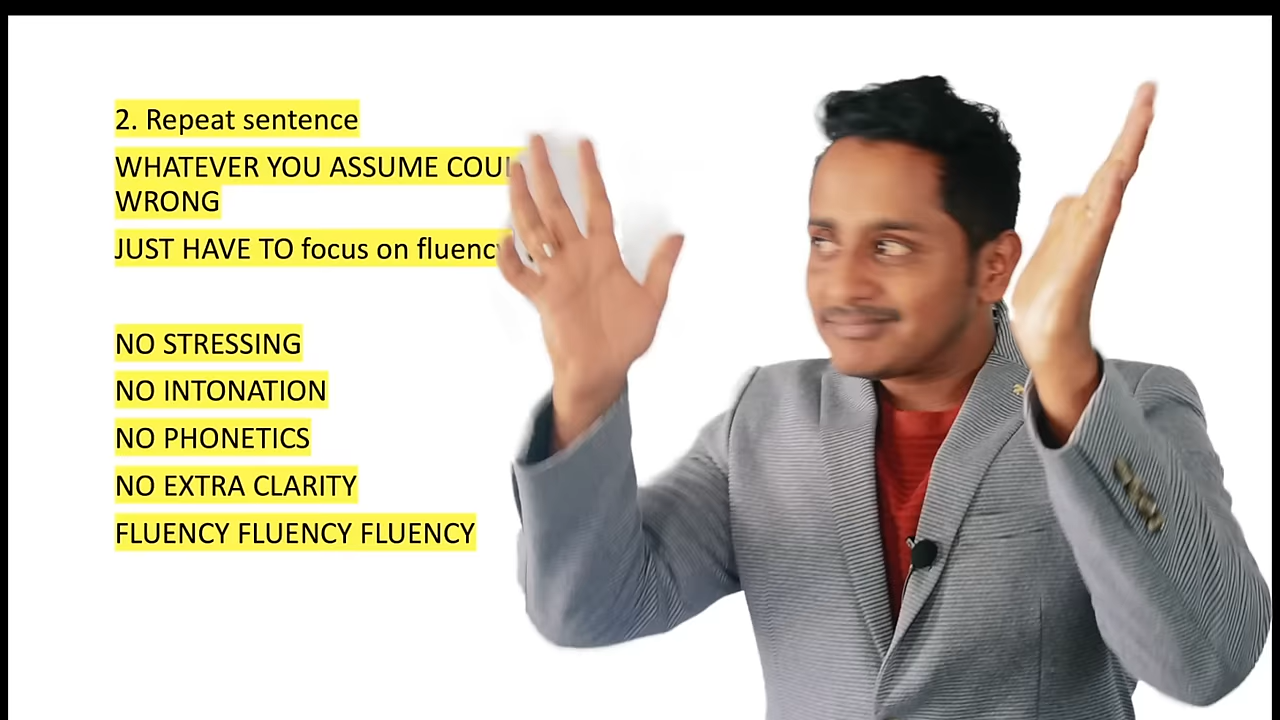 2. Repeat sentence
WHATEVER YOU ASSUME
WRONG
JUST HAVE TO focus on fluency
NO STRESSING
NO INTONATION
NO PHONETICS
NO EXTRA CLARITY
FLUENCY FLUENCY FLUENCY